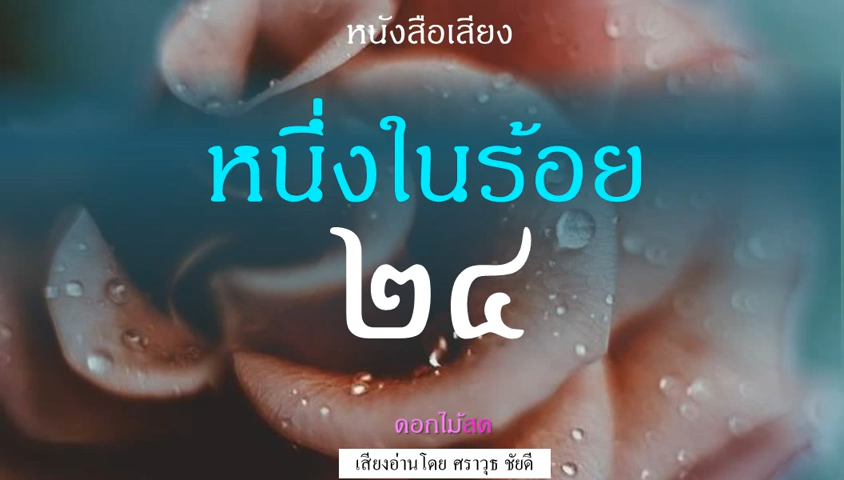 หนังสือเสียง
หนึ่งในร้อย
๒๔
ดอกไม้สด
เสียงอ่านโดย ศราวุธ ชัยดี